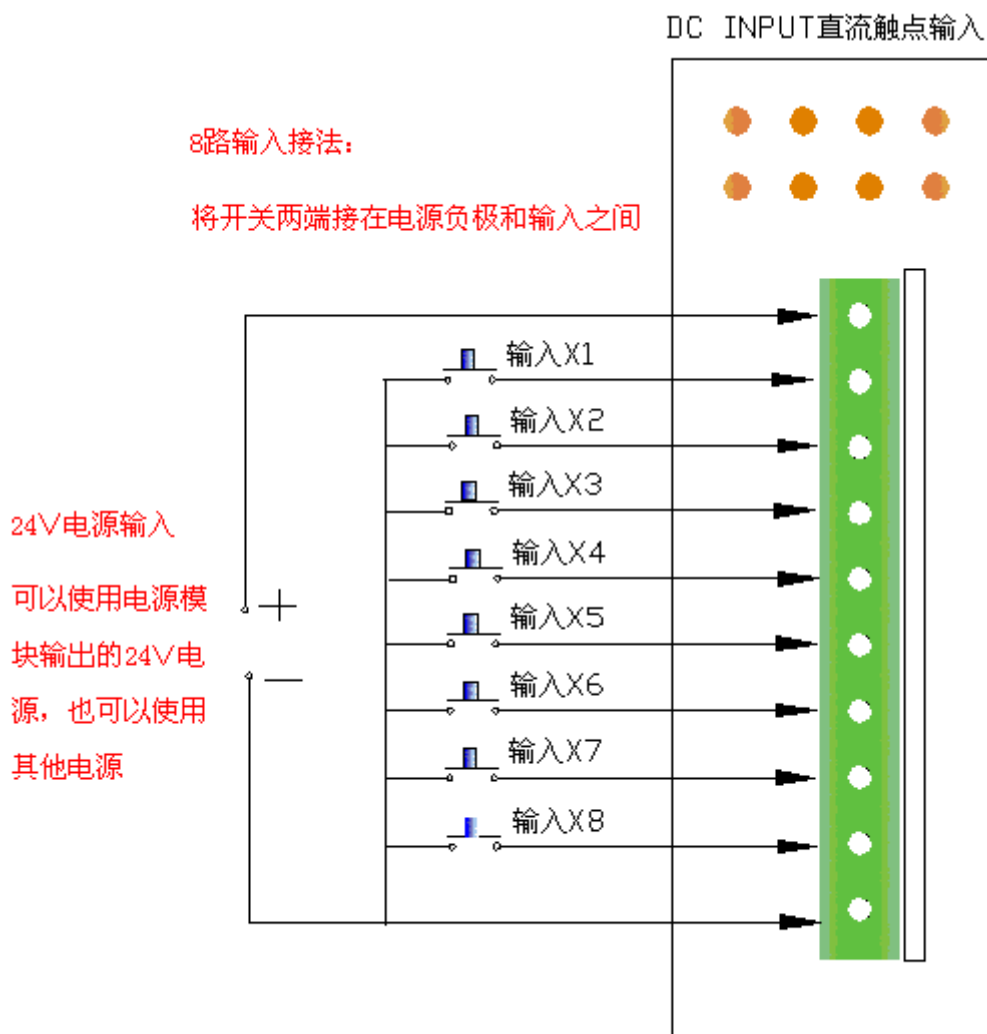 DC INPUT直流触点输入
8路输入接法:
将开关两端接在电源负极和输入之间
输入X1
输入X2
输入X3
输入X4
输入X5
输入X6
输入X7
输入X8
24V电源输入
可以使用电源模
块输出的24V电
源，也可以使用
其他电源
+
—